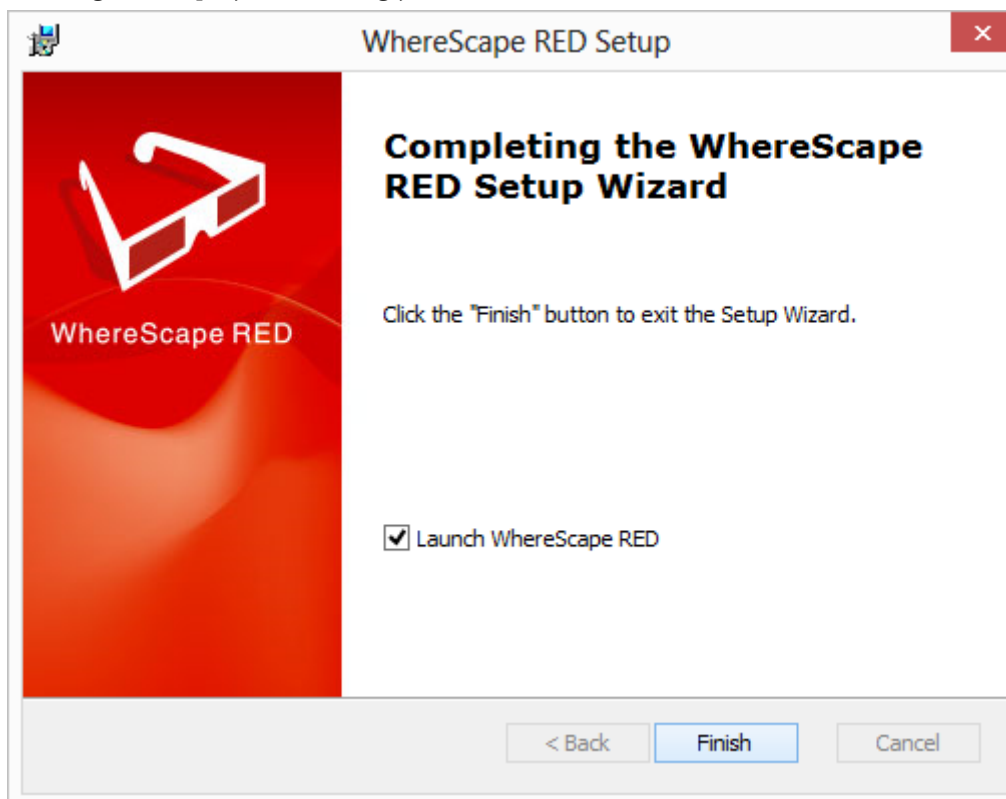 WhereScape RED Setup
Completing the WhereScape
RED Setup Wizard
WhereScape RED
Click the "Finish" button to exit the Setup Wizard.
Launch WhereScape RED
< Back
Finish
Cancel